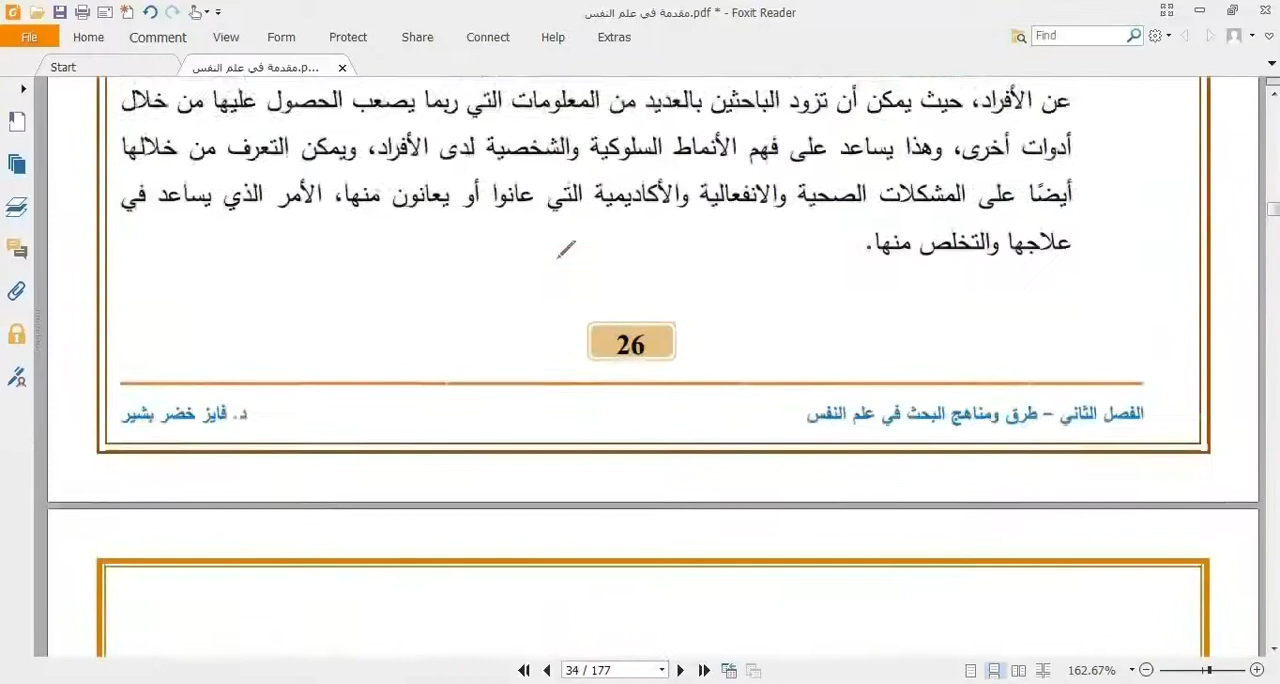 مقدمة في علم النفس.pdf * - Foxit Reader
File Home Comment View Form Protect Share Connect Help Extras Find
Start مقدمة في علم النفس.p...
عن الأفراد، حيث يمكن أن تزود الباحثين بالعديد من المعلومات التي ربما يصعب الحصول عليها من خلال
أدوات أخرى، وهذا يساعد على فهم الأنماط السلوكية والشخصية لدى الأفراد، ويمكن التعرف من خلالها
أيضًا على المشكلات الصحية والانفعالية والأكاديمية التي عانوا أو يعانون منها، الأمر الذي يساعد في
علاجها والتخلص منها.
26
الفصل الثاني – طرق ومناهج البحث في علم النفس د. فايز خضر بشير
34 / 177 162.67%